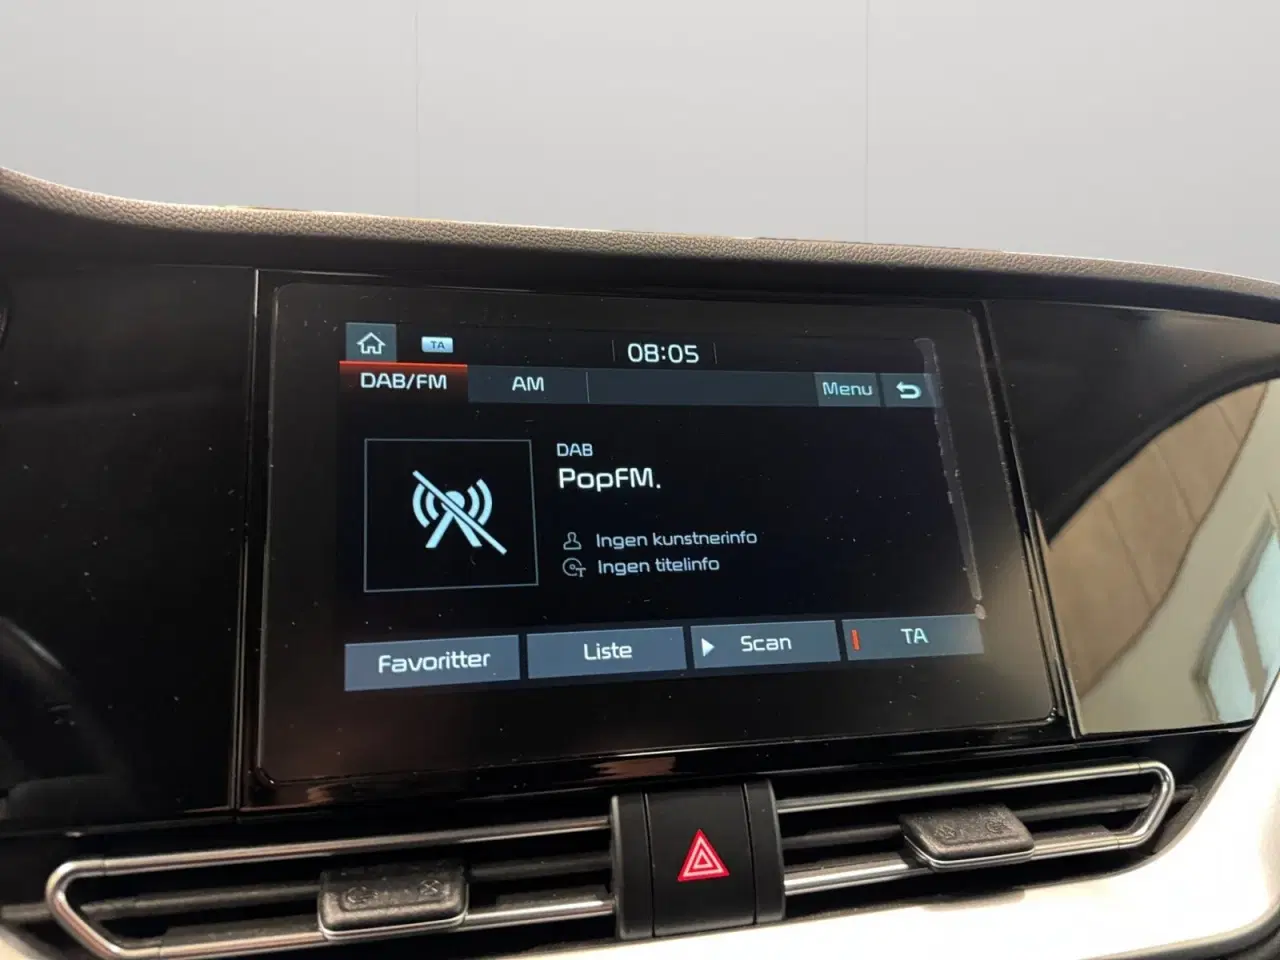 TA
08:05
DAB/FM
AM
Menu
DAB
PopFM.
Ingen kunstnerinfo
Ingen titelinfo
Favoritter
Liste
Scan
TA